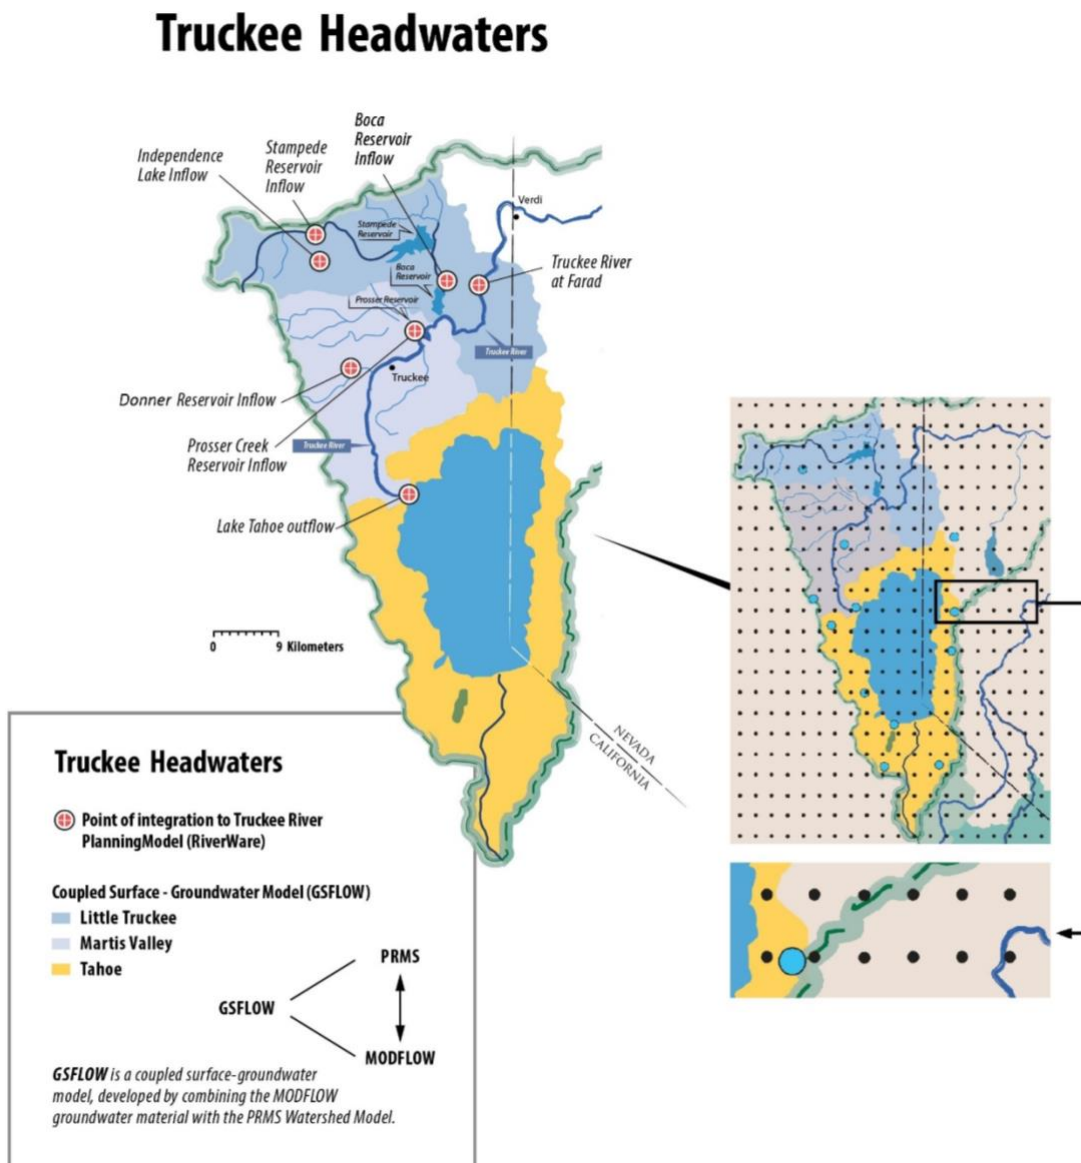 Truckee Headwaters
Boca
Reservoir
Inflow
Stampede
Reservoir
Inflow
Independence
Lake Inflow
Verdi
Stampede
Reservoir
Truckee River
at Farad
Boca
Reservoir
Prosser Reservoir
Truckee River
Truckee
Donner Reservoir Inflow
Truckee River
Prosser Creek
Reservoir Inflow
Lake Tahoe outflow
0 9 Kilometers
NEVADA
CALIFORNIA
Truckee Headwaters
Point of integration to Truckee River
PlanningModel (RiverWare)
Coupled Surface - Groundwater Model (GSFLOW)
Little Truckee
Martis Valley
Tahoe
PRMS
GSFLOW
MODFLOW
GSFLOW is a coupled surface-groundwater
model, developed by combining the MODFLOW
groundwater material with the PRMS Watershed Model.